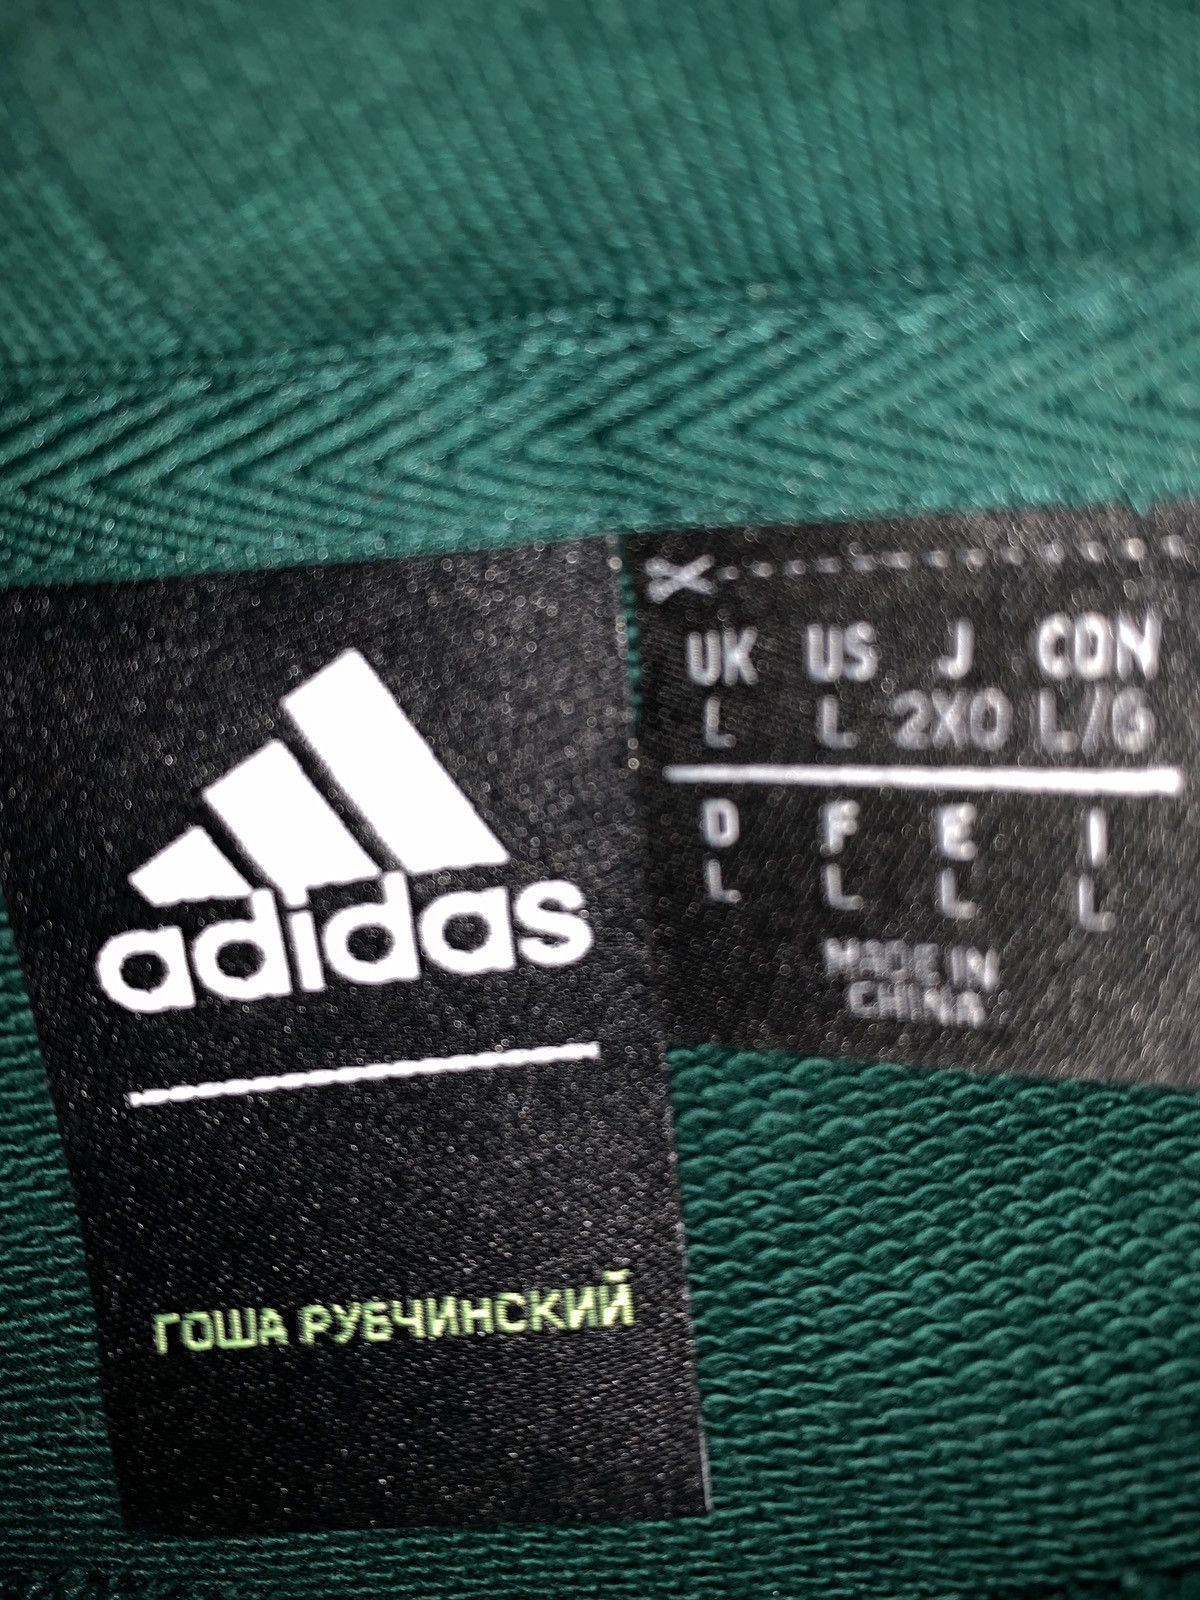 adidas
ГОША РУБЧИНСКИЙ
UK US J CDN
L L 2XO L/G
D F E I
L L L L
MADE IN
CHINA